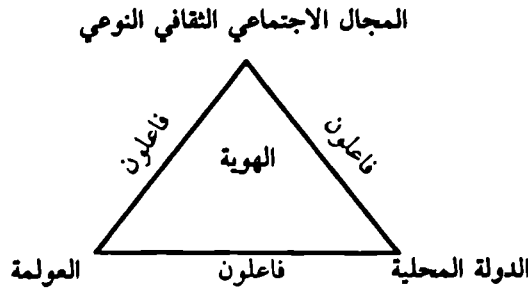 المجال الاجتماعي الثقافي النوعي
فاعلون
فاعلون
الهوية
الدولة المحلية
فاعلون
العولمة